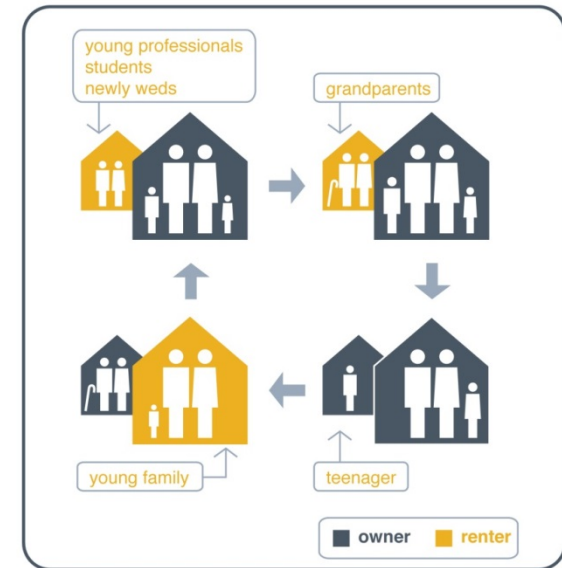 young professionals
students
newly weds
grandparents
young family
teenager
owner
renter